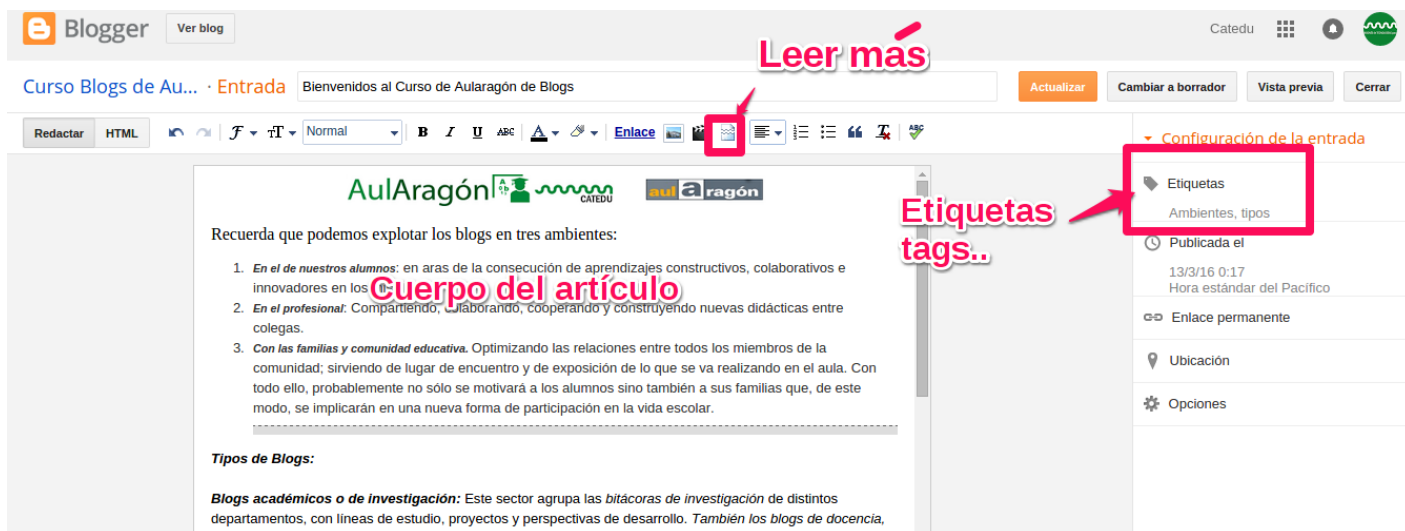 Blogger Ver blog Catedu
Leer más
Curso Blogs de Au... · Entrada Bienvenidos al Curso de Aularagón de Blogs Actualizar Cambiar a borrador Vista previa Cerrar
Redactar HTML Normal B I U ABC A Enlace ABC
Configuración de la entrada
AulAragón CATEDU aul a ragón
Etiquetas
Ambientes, tipos
Etiquetas
tags..
Recuerda que podemos explotar los blogs en tres ambientes:
Publicada el
13/3/16 0:17
Hora estándar del Pacífico
1. En el de nuestros alumnos: en aras de la consecución de aprendizajes constructivos, colaborativos e
innovadores en los
Cuerpo del artículo
2. En el profesional: Compartiendo, colaborando, cooperando y construyendo nuevas didácticas entre
colegas.
Enlace permanente
3. Con las familias y comunidad educativa. Optimizando las relaciones entre todos los miembros de la
comunidad; sirviendo de lugar de encuentro y de exposición de lo que se va realizando en el aula. Con
todo ello, probablemente no sólo se motivará a los alumnos sino también a sus familias que, de este
modo, se implicarán en una nueva forma de participación en la vida escolar.
Ubicación
Opciones
Tipos de Blogs:
Blogs académicos o de investigación: Este sector agrupa las bitácoras de investigación de distintos
departamentos, con líneas de estudio, proyectos y perspectivas de desarrollo. También los blogs de docencia,